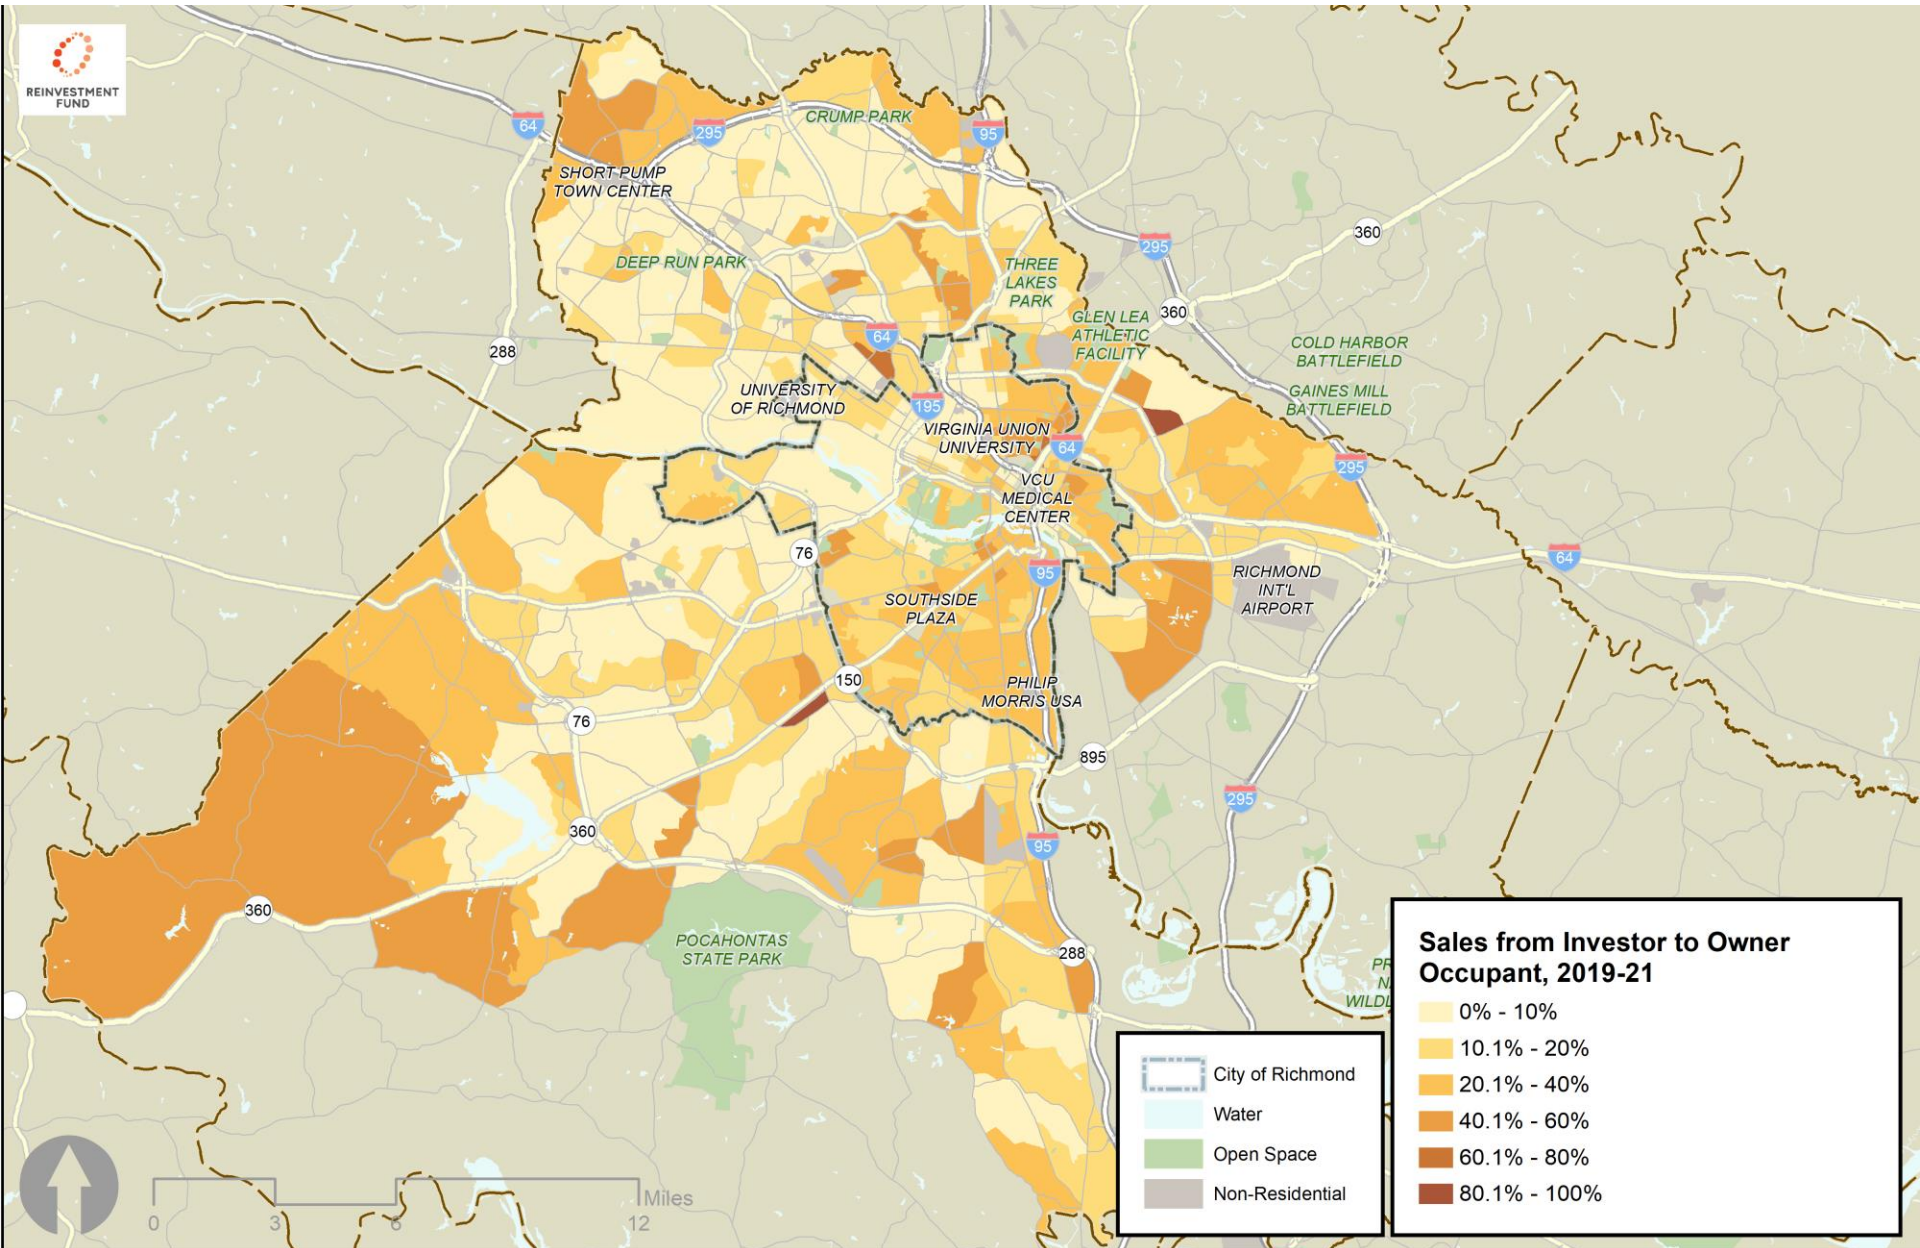 REINVESTMENT
FUND
64
295
CRUMP PARK
95
SHORT PUMP
TOWN CENTER
360
295
DEEP RUN PARK
THREE
LAKES
PARK
360
GLEN LEA
ATHLETIC
FACILITY
64
288
COLD HARBOR
BATTLEFIELD
UNIVERSITY
OF RICHMOND
195
GAINES MILL
BATTLEFIELD
VIRGINIA UNION
UNIVERSITY
64
295
VCU
MEDICAL
CENTER
76
64
95
RICHMOND
INT'L
AIRPORT
SOUTHSIDE
PLAZA
150
PHILIP
MORRIS USA
76
895
295
360
95
360
POCAHONTAS
STATE PARK
288
PR
N
WILDL
Sales from Investor to Owner
Occupant, 2019-21
0% - 10%
10.1% - 20%
20.1% - 40%
40.1% - 60%
60.1% - 80%
80.1% - 100%
City of Richmond
Water
Open Space
Non-Residential
Miles
0 3 6 12